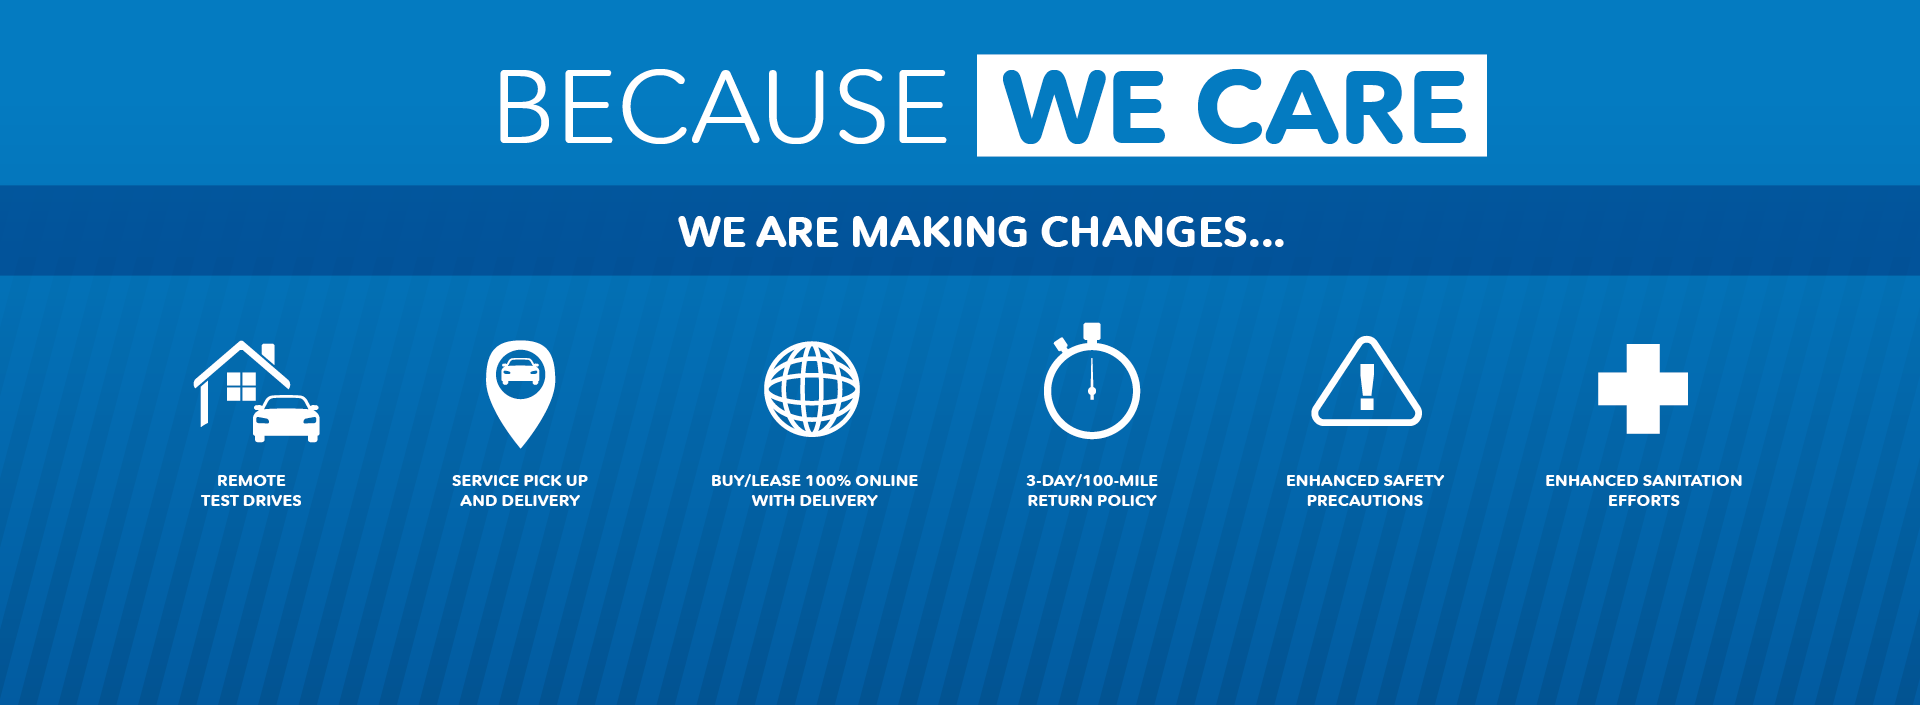 BECAUSE WE CARE
WE ARE MAKING CHANGES...
REMOTE
TEST DRIVES
SERVICE PICK UP
AND DELIVERY
BUY/LEASE 100% ONLINE
WITH DELIVERY
3-DAY/100-MILE
RETURN POLICY
ENHANCED SAFETY
PRECAUTIONS
ENHANCED SANITATION
EFFORTS